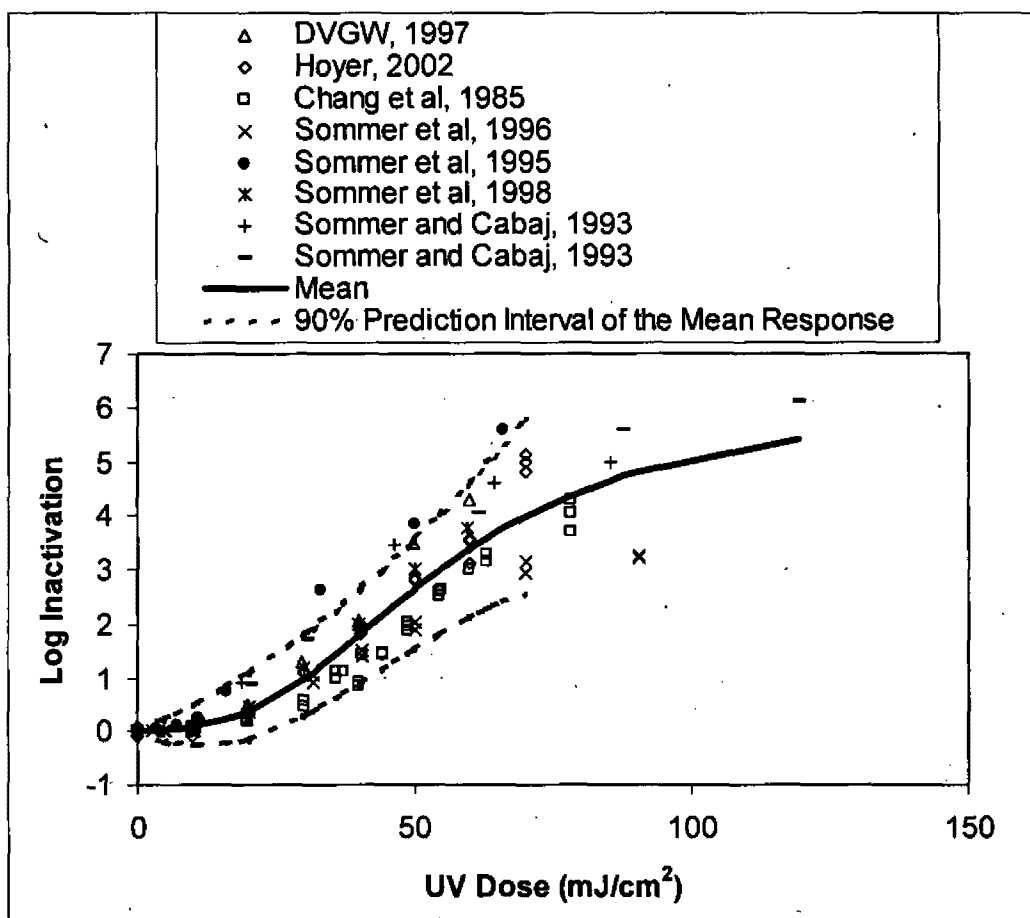 DVGW, 1997
Hoyer, 2002
Chang et al, 1985
Sommer et al, 1996
Sommer et al, 1995
Sommer et al, 1998
Sommer and Cabaj, 1993
Sommer and Cabaj, 1993
Mean
90% Prediction Interval of the Mean Response
7
6
5
4
3
2
1
0
-1
Log Inactivation
0 50 100 150
UV Dose (mJ/cm²)